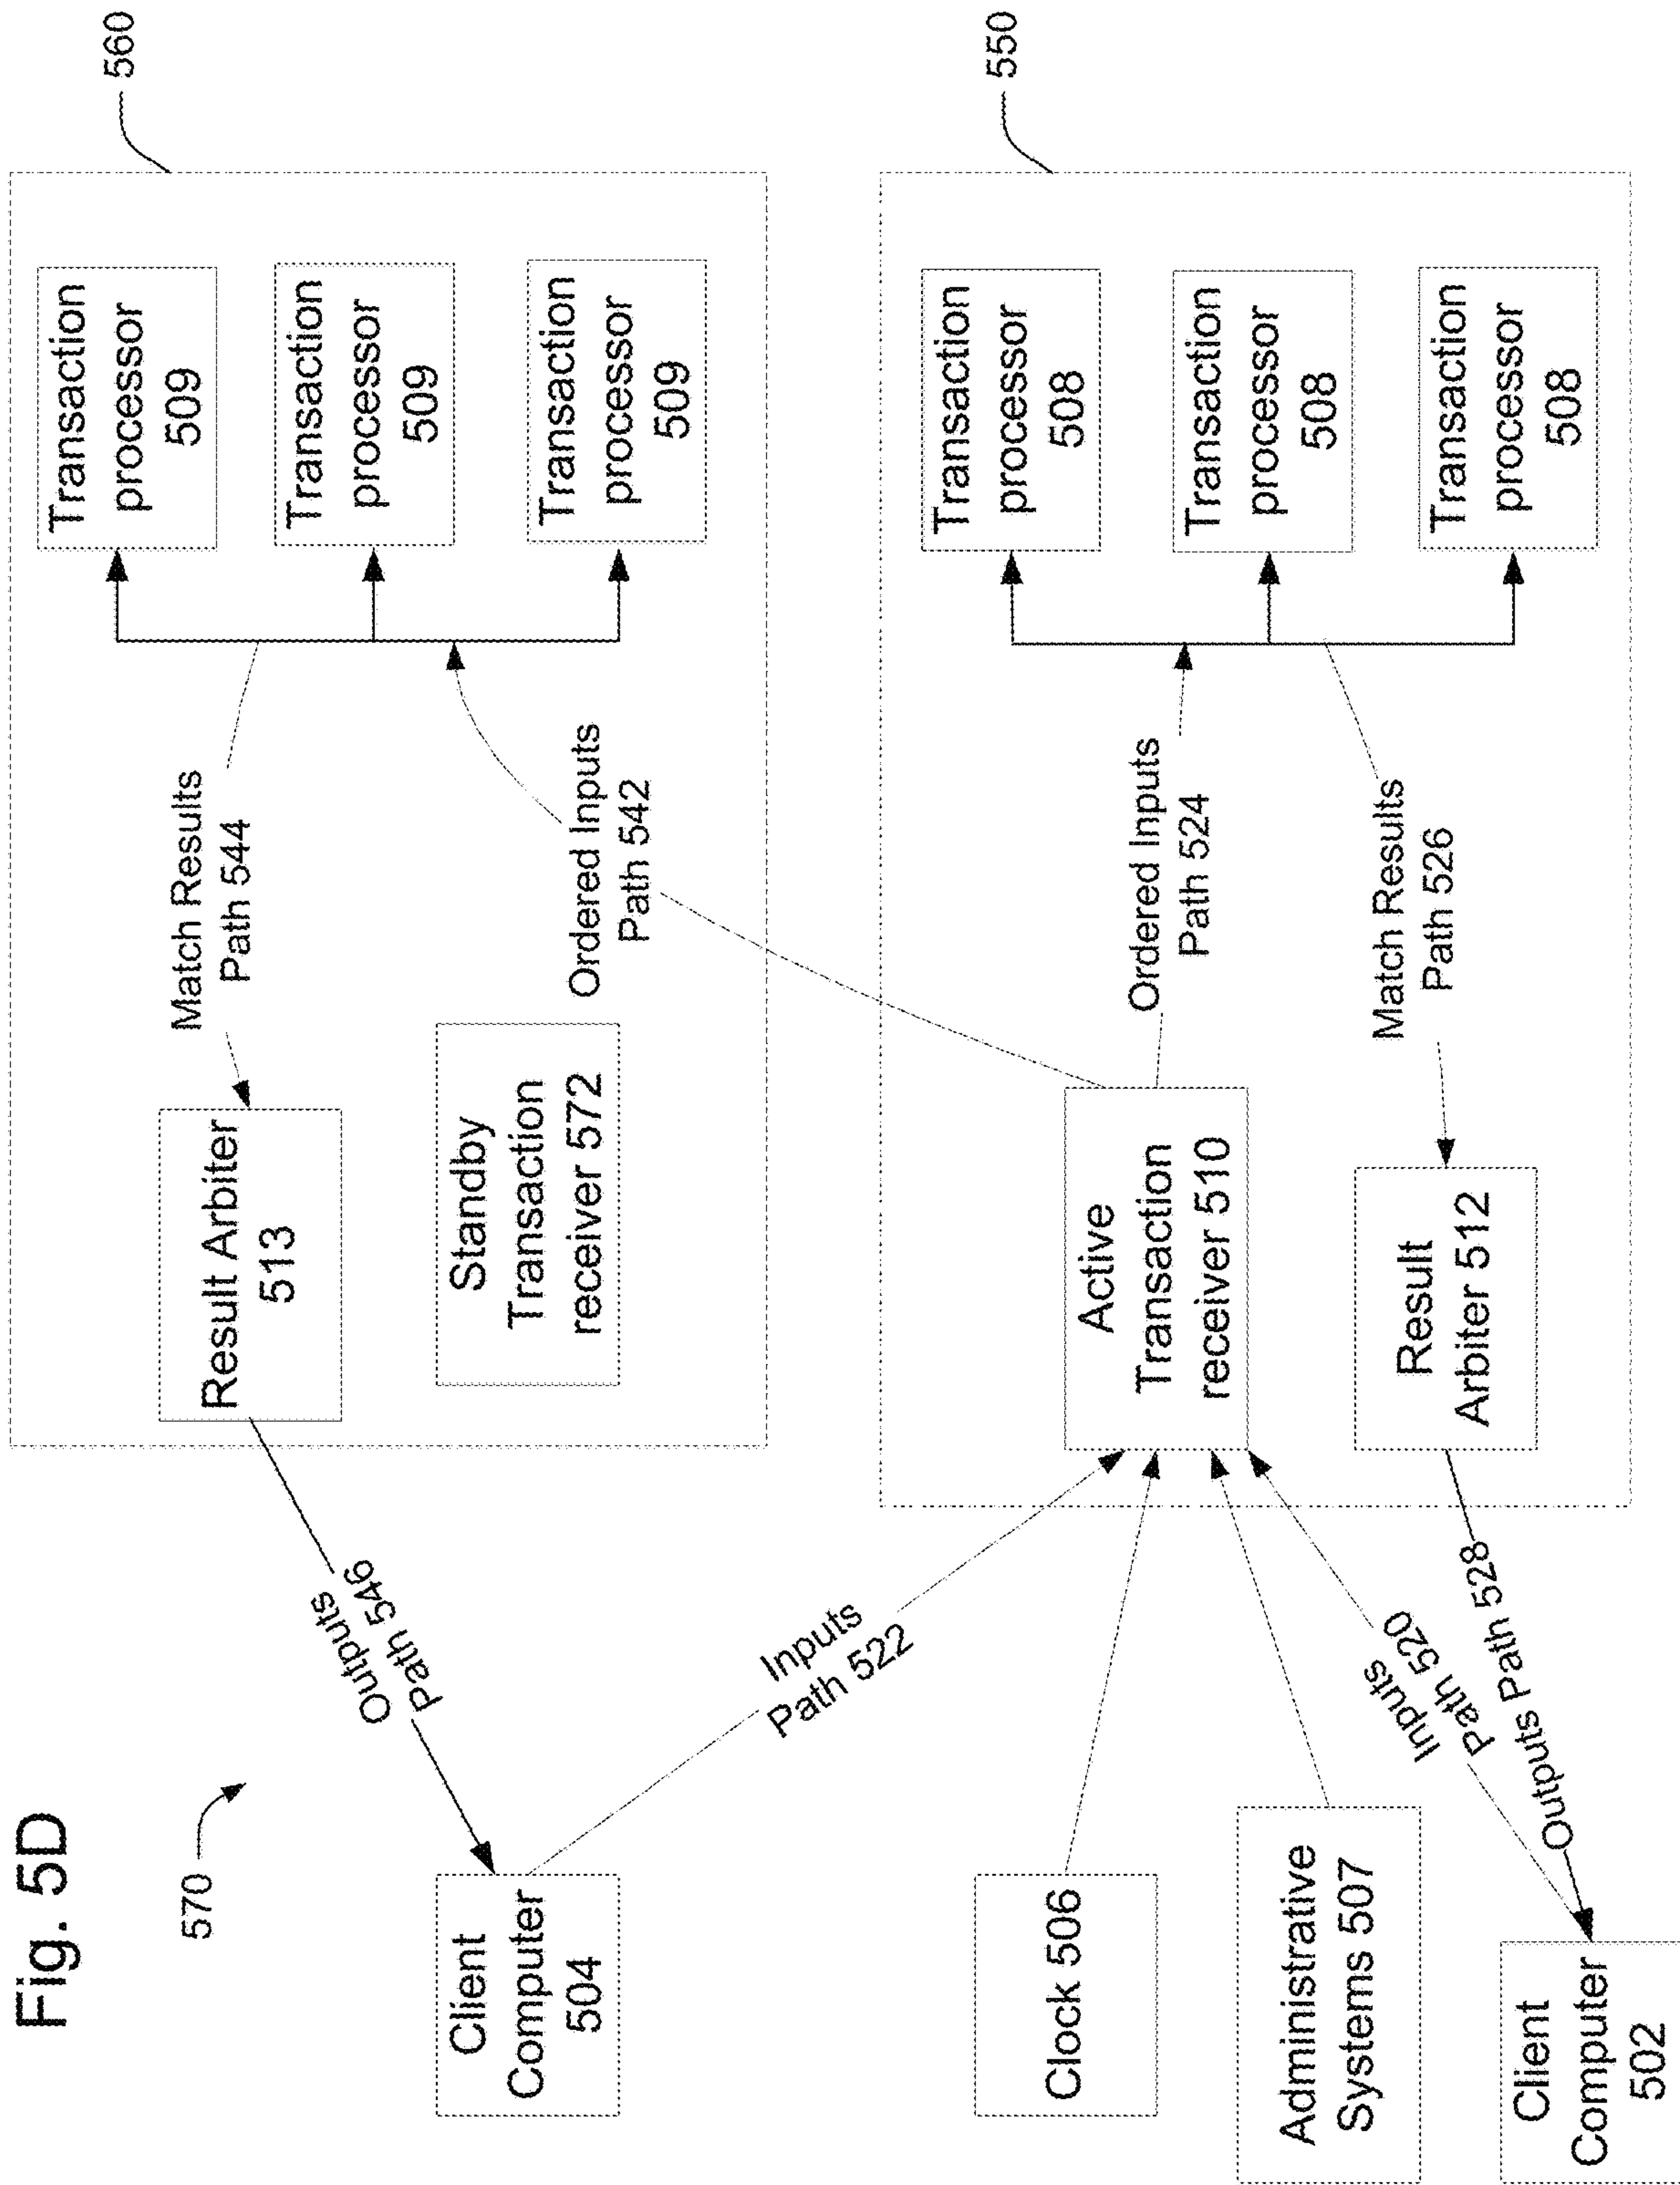 Fig. 5D
570
560
Client
Computer
504
Outputs
Path 546
Result Arbiter
513
Match Results
Path 544
Transaction
processor
509
Transaction
processor
509
Transaction
processor
509
Standby
Transaction
receiver 572
Ordered Inputs
Path 542
Inputs
Path 522
550
Clock 506
Administrative
Systems 507
Client
Computer
502
Inputs
Path 520
Outputs Path 528
Active
Transaction
receiver 510
Result
Arbiter 512
Ordered Inputs
Path 524
Match Results
Path 526
Transaction
processor
508
Transaction
processor
508
Transaction
processor
508